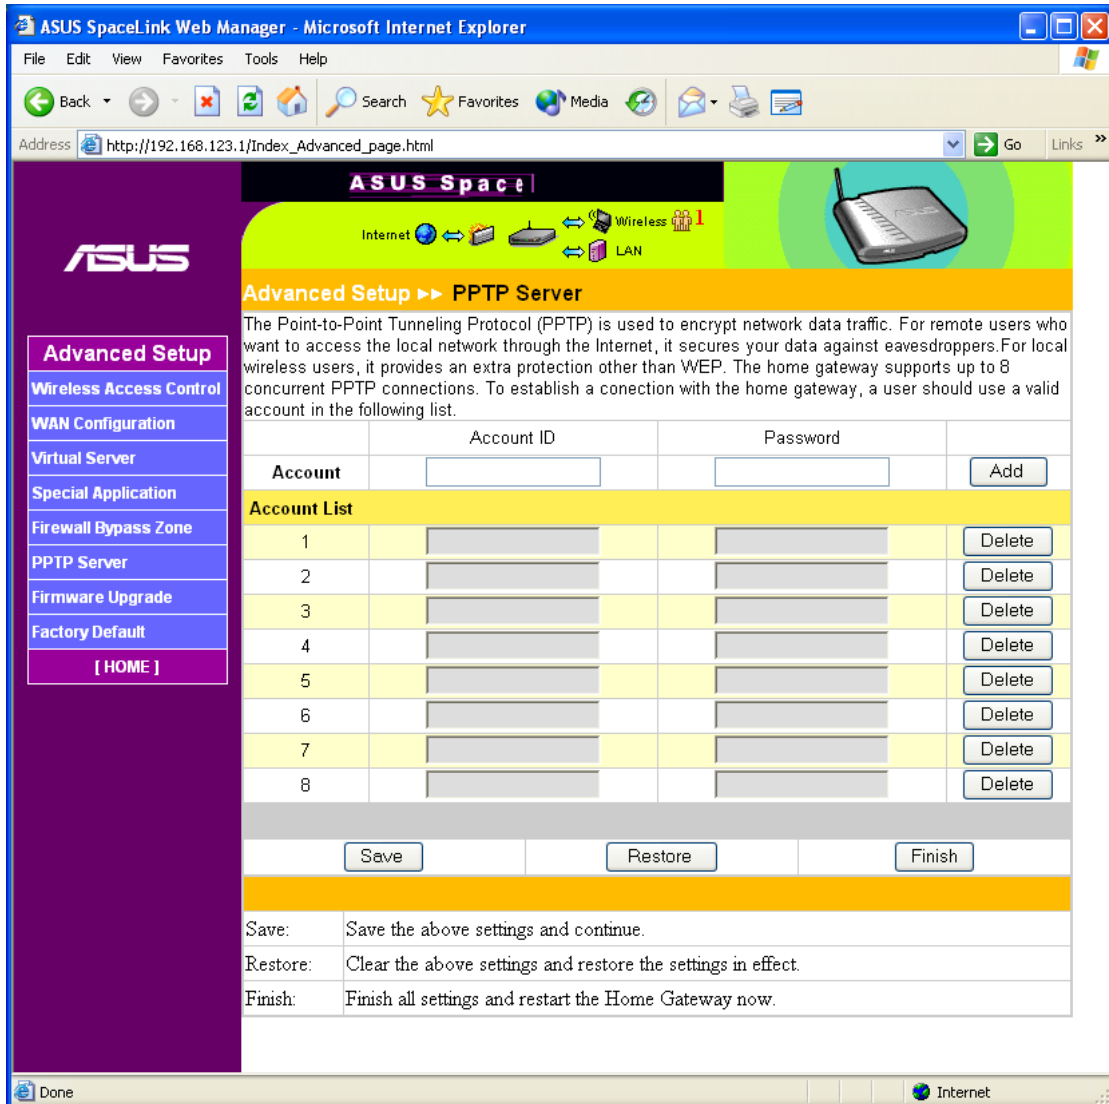 ASUS SpaceLink Web Manager - Microsoft Internet Explorer
File Edit View Favorites Tools Help
Back Search Favorites Media
Address http://192.168.123.1/Index_Advanced_page.html Go Links »
ASUS Spacel
Internet Wireless 1
LAN
ASUS
Advanced Setup ►► PPTP Server
The Point-to-Point Tunneling Protocol (PPTP) is used to encrypt network data traffic. For remote users who
want to access the local network through the Internet, it secures your data against eavesdroppers.For local
wireless users, it provides an extra protection other than WEP. The home gateway supports up to 8
concurrent PPTP connections. To establish a conection with the home gateway, a user should use a valid
account in the following list.
Advanced Setup
Wireless Access Control
WAN Configuration
Virtual Server
Special Application
Firewall Bypass Zone
PPTP Server
Firmware Upgrade
Factory Default
[ HOME ]
Account ID Password
Account Add
Account List
1 Delete
2 Delete
3 Delete
4 Delete
5 Delete
6 Delete
7 Delete
8 Delete
Save Restore Finish
Save: Save the above settings and continue.
Restore: Clear the above settings and restore the settings in effect.
Finish: Finish all settings and restart the Home Gateway now.
Done Internet